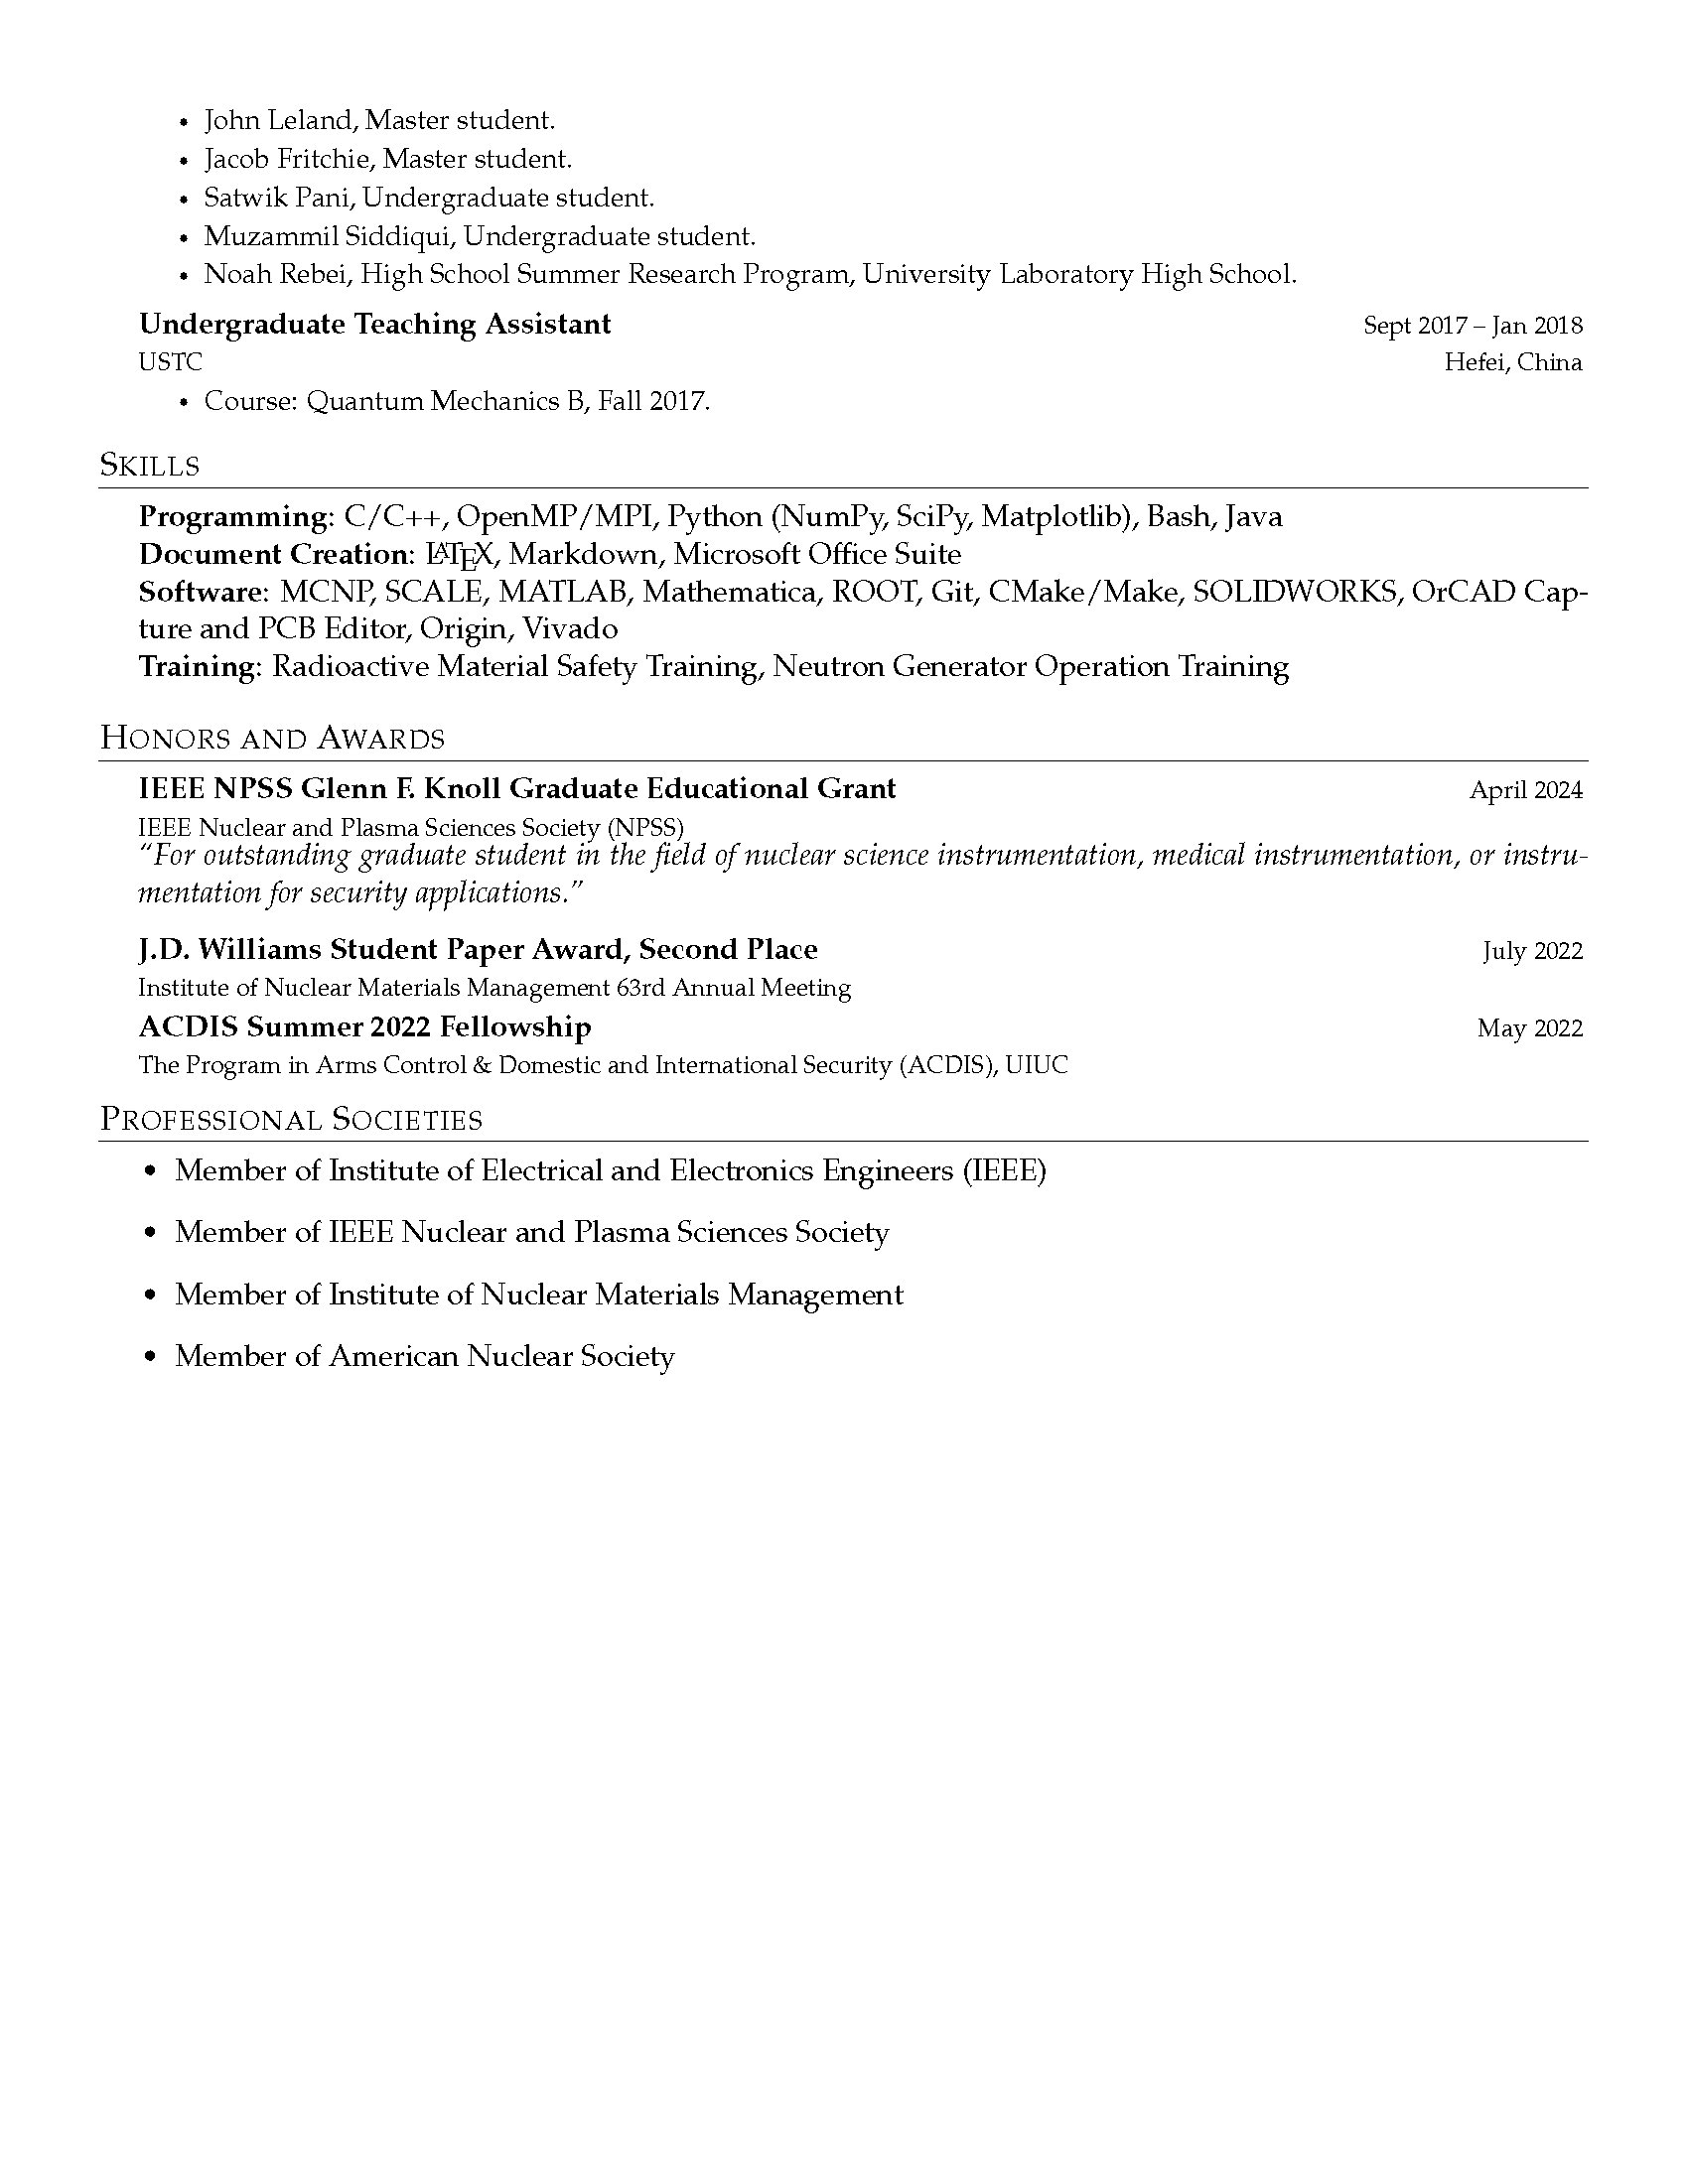 • John Leland, Master student.
• Jacob Fritchie, Master student.
• Satwik Pani, Undergraduate student.
• Muzammil Siddiqui, Undergraduate student.
• Noah Rebei, High School Summer Research Program, University Laboratory High School.
Undergraduate Teaching Assistant Sept 2017 – Jan 2018
USTC Hefei, China
• Course: Quantum Mechanics B, Fall 2017.
SKILLS
Programming: C/C++, OpenMP/MPI, Python (NumPy, SciPy, Matplotlib), Bash, Java
Document Creation: LATEX, Markdown, Microsoft Office Suite
Software: MCNP, SCALE, MATLAB, Mathematica, ROOT, Git, CMake/Make, SOLIDWORKS, OrCAD Cap-
ture and PCB Editor, Origin, Vivado
Training: Radioactive Material Safety Training, Neutron Generator Operation Training
HONORS AND AWARDS
IEEE NPSS Glenn F. Knoll Graduate Educational Grant April 2024
IEEE Nuclear and Plasma Sciences Society (NPSS)
“For outstanding graduate student in the field of nuclear science instrumentation, medical instrumentation, or instru-
mentation for security applications.”
J.D. Williams Student Paper Award, Second Place July 2022
Institute of Nuclear Materials Management 63rd Annual Meeting
ACDIS Summer 2022 Fellowship May 2022
The Program in Arms Control & Domestic and International Security (ACDIS), UIUC
PROFESSIONAL SOCIETIES
• Member of Institute of Electrical and Electronics Engineers (IEEE)
• Member of IEEE Nuclear and Plasma Sciences Society
• Member of Institute of Nuclear Materials Management
• Member of American Nuclear Society